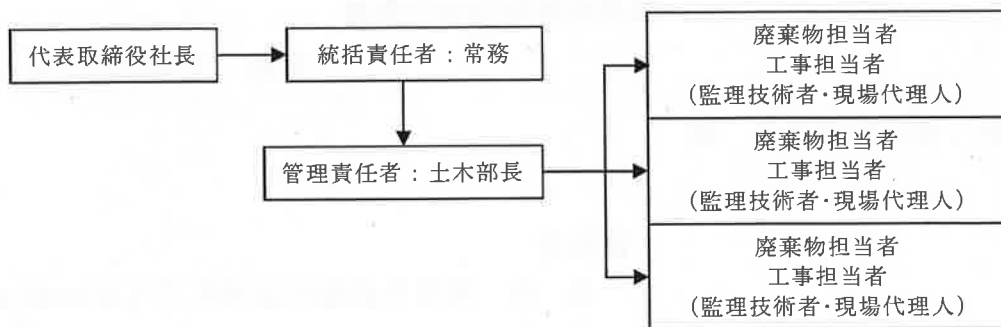 代表取締役社長
統括責任者：常務
管理責任者：土木部長
廃棄物担当者
工事担当者
（監理技術者・現場代理人）
廃棄物担当者
工事担当者
（監理技術者・現場代理人）
廃棄物担当者
工事担当者
（監理技術者・現場代理人）